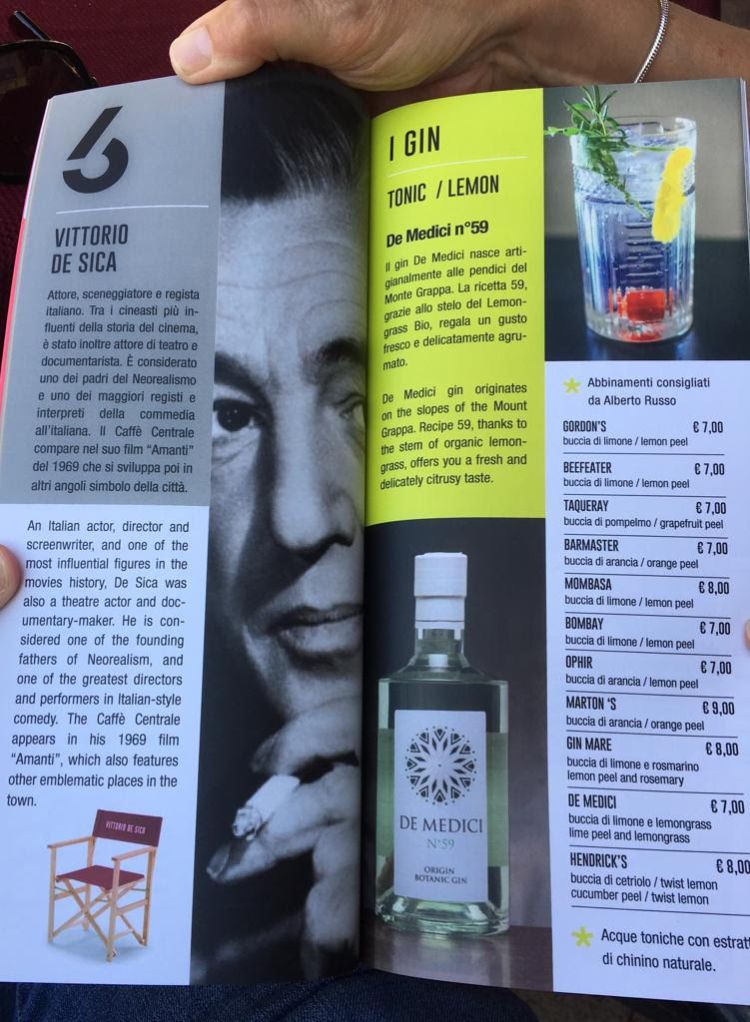 6
VITTORIO
DE SICA
Attore, sceneggiatore e regista
italiano. Tra i cineasti più in-
fluenti della storia del cinema,
è stato inoltre attore di teatro e
documentarista. È considerato
uno dei padri del Neorealismo
e uno dei maggiori registi e
interpreti della commedia
all'italiana. Il Caffè Centrale
compare nel suo film “Amanti”
del 1969 che si sviluppa poi in
altri angoli simbolo della città.
An Italian actor, director and
screenwriter, and one of the
most influential figures in the
movies history, De Sica was
also a theatre actor and doc-
umentary-maker. He is con-
sidered one of the founding
fathers of Neorealism, and
one of the greatest directors
and performers in Italian-style
comedy. The Caffè Centrale
appears in his 1969 film
“Amanti”, which also features
other emblematic places in the
town.
VITTORIO DE SICA
I GIN
TONIC / LEMON
De Medici n°59
Il gin De Medici nasce arti-
gianalmente alle pendici del
Monte Grappa. La ricetta 59,
grazie allo stelo del Lemon-
grass Bio, regala un gusto
fresco e delicatamente agru-
mato.
De Medici gin originates
on the slopes of the Mount
Grappa. Recipe 59, thanks to
the stem of organic lemon-
grass, offers you a fresh and
delicately citrusy taste.
DE MEDICI
N°59
ORIGIN
BOTANIC GIN
* Abbinamenti consigliati
da Alberto Russo
GORDON'S € 7,00
buccia di limone / lemon peel
BEEFEATER € 7,00
buccia di limone / lemon peel
TAQUERAY € 7,00
buccia di pompelmo / grapefruit peel
BARMASTER € 7,00
buccia di arancia / orange peel
MOMBASA € 8,00
buccia di limone / lemon peel
BOMBAY € 7,00
buccia di limone / lemon peel
OPHIR € 7,00
buccia di arancia / lemon peel
MARTON 'S € 9,00
buccia di arancia / orange peel
GIN MARE € 8,00
buccia di limone e rosmarino
lemon peel and rosemary
DE MEDICI € 7,00
buccia di limone e lemongrass
lime peel and lemongrass
HENDRICK'S € 8,00
buccia di cetriolo / twist lemon
cucumber peel / twist lemon
* Acque toniche con estratt
di chinino naturale.